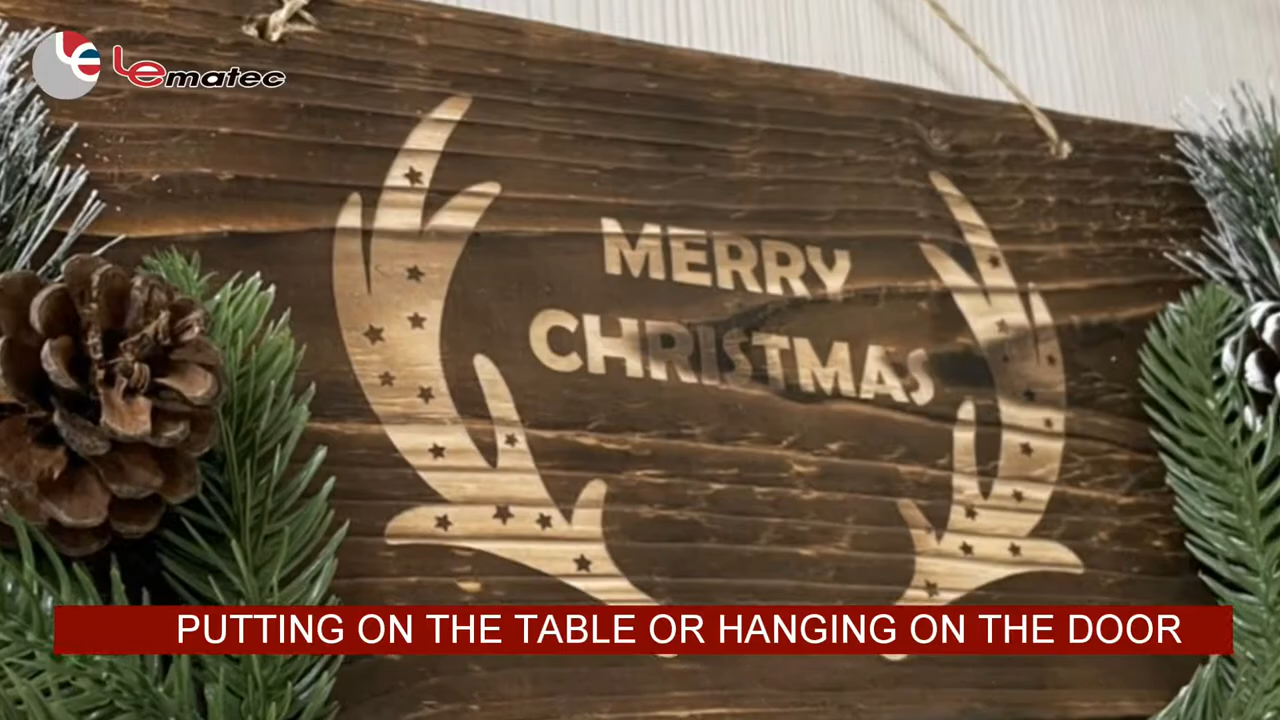 Lematec
MERRY
CHRISTMAS
PUTTING ON THE TABLE OR HANGING ON THE DOOR